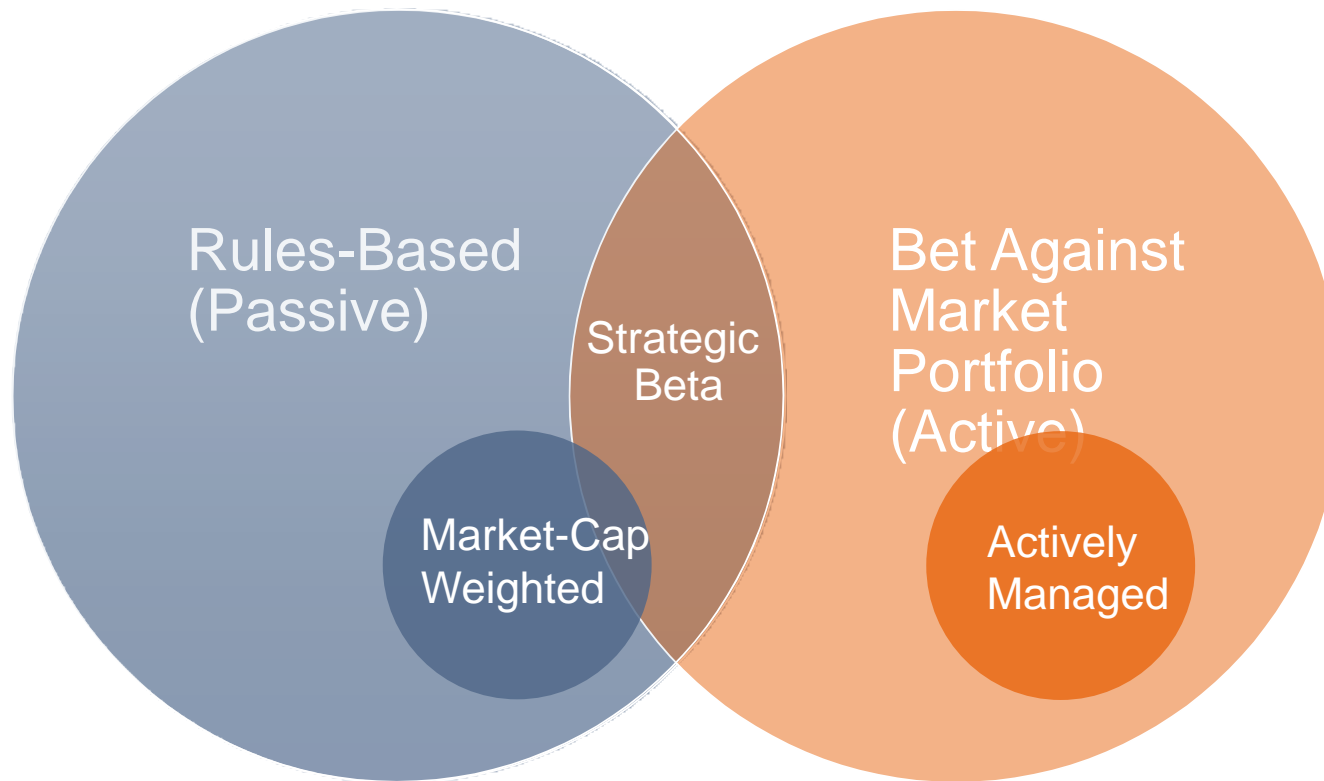 Rules-Based
(Passive)
Strategic
Beta
Bet Against
Market
Portfolio
(Active)
Market-Cap
Weighted
Actively
Managed